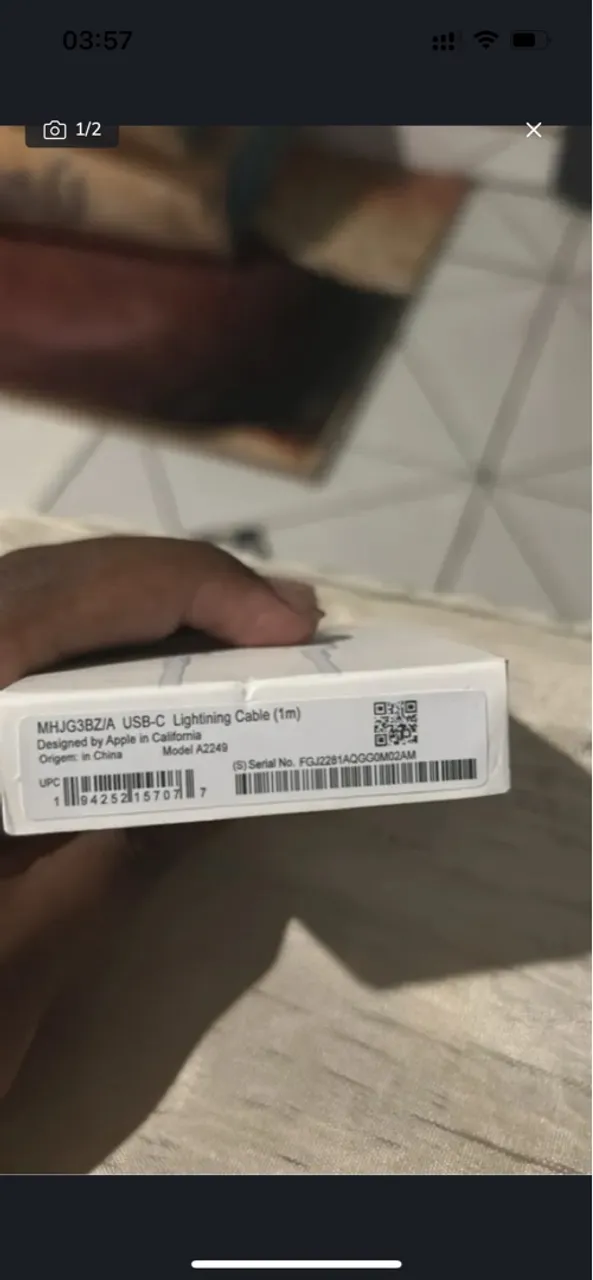 03:57
1/2
MHJG3BZ/A USB-C Lightining Cable (1m)
Designed by Apple in California
Origem: in China Model A2249
(S) Serial No. FGJ2281AQGG0M02AM
UPC
1 94252 15707 7